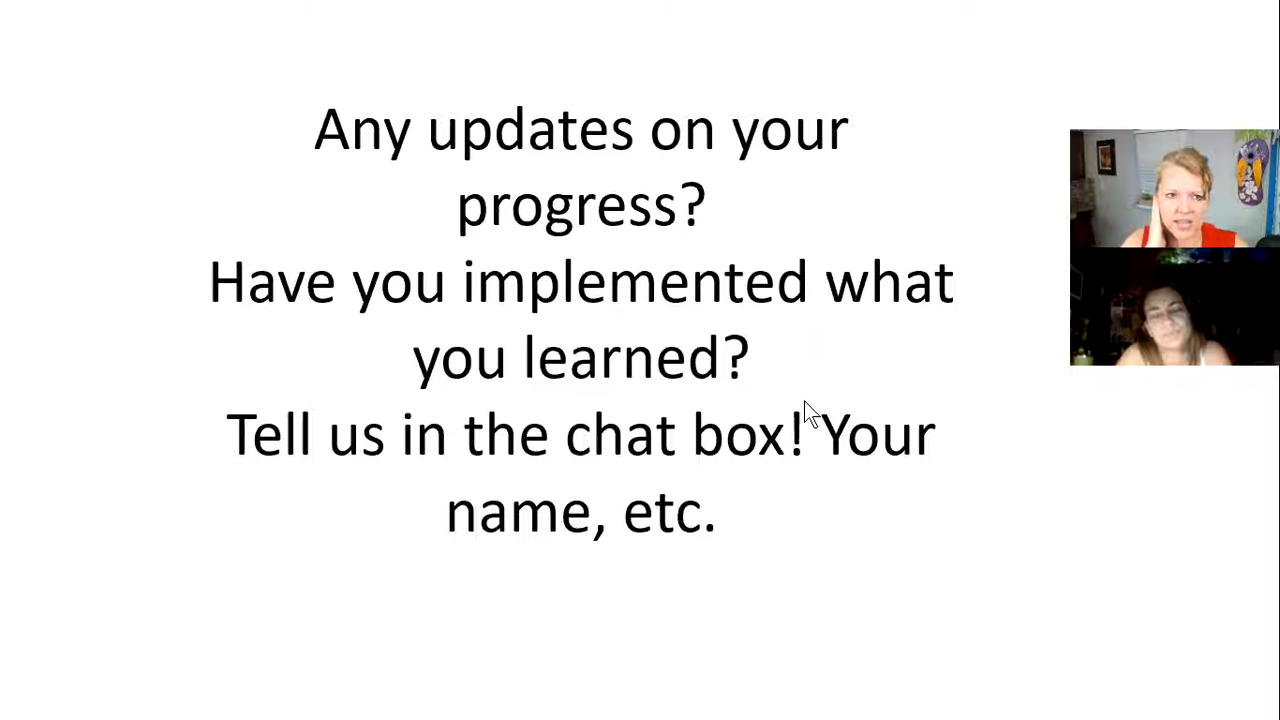 Any updates on your
progress?
Have you implemented what
you learned?
Tell us in the chat box! Your
name, etc.